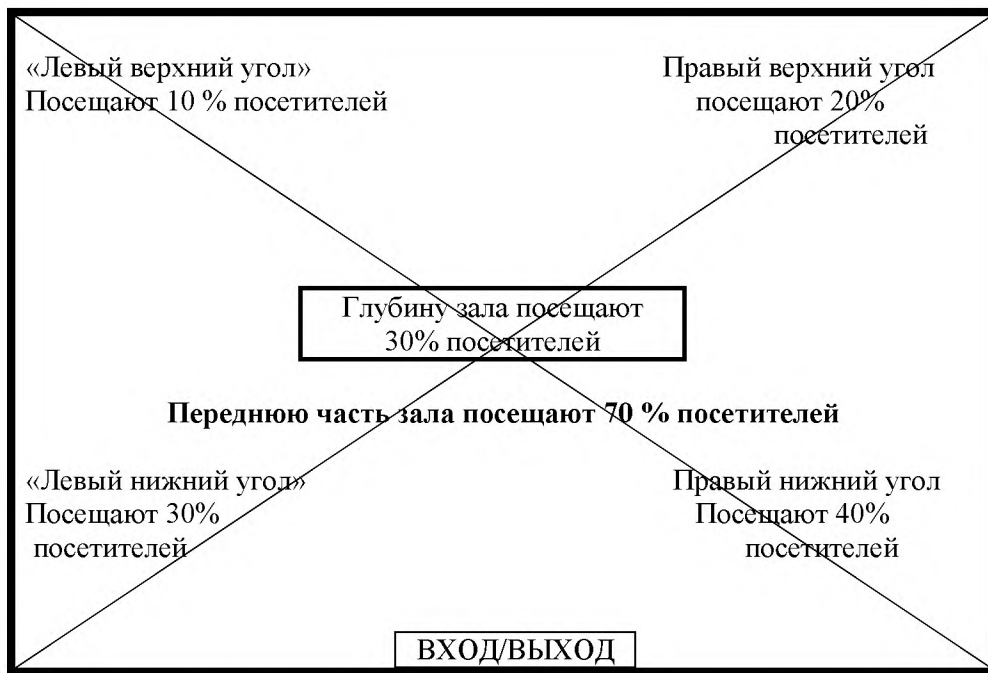 «Левый верхний угол»
Посещают 10 % посетителей
Правый верхний угол
посещают 20%
посетителей
Глубину зала посещают
30% посетителей
Переднюю часть зала посещают 70 % посетителей
«Левый нижний угол»
Посещают 30%
посетителей
Правый нижний угол
Посещают 40%
посетителей
ВХОД/ВЫХОД